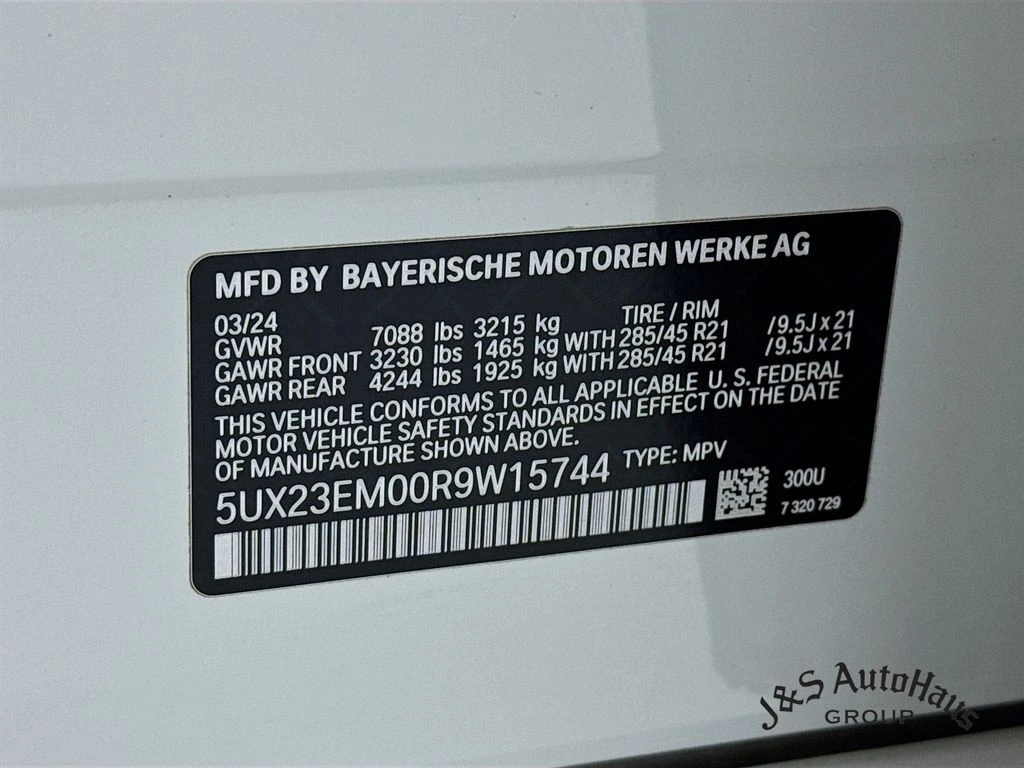 MFD BY BAYERISCHE MOTOREN WERKE AG
03/24 TIRE / RIM
GVWR 7088 lbs 3215 kg
GAWR FRONT 3230 lbs 1465 kg WITH 285/45 R21 /9.5J x 21
GAWR REAR 4244 lbs 1925 kg WITH 285/45 R21 /9.5J x 21
THIS VEHICLE CONFORMS TO ALL APPLICABLE U. S. FEDERAL
MOTOR VEHICLE SAFETY STANDARDS IN EFFECT ON THE DATE
OF MANUFACTURE SHOWN ABOVE.
5UX23EM00R9W15744 TYPE: MPV
300U
7 320 729
J&S AutoHaus
GROUP